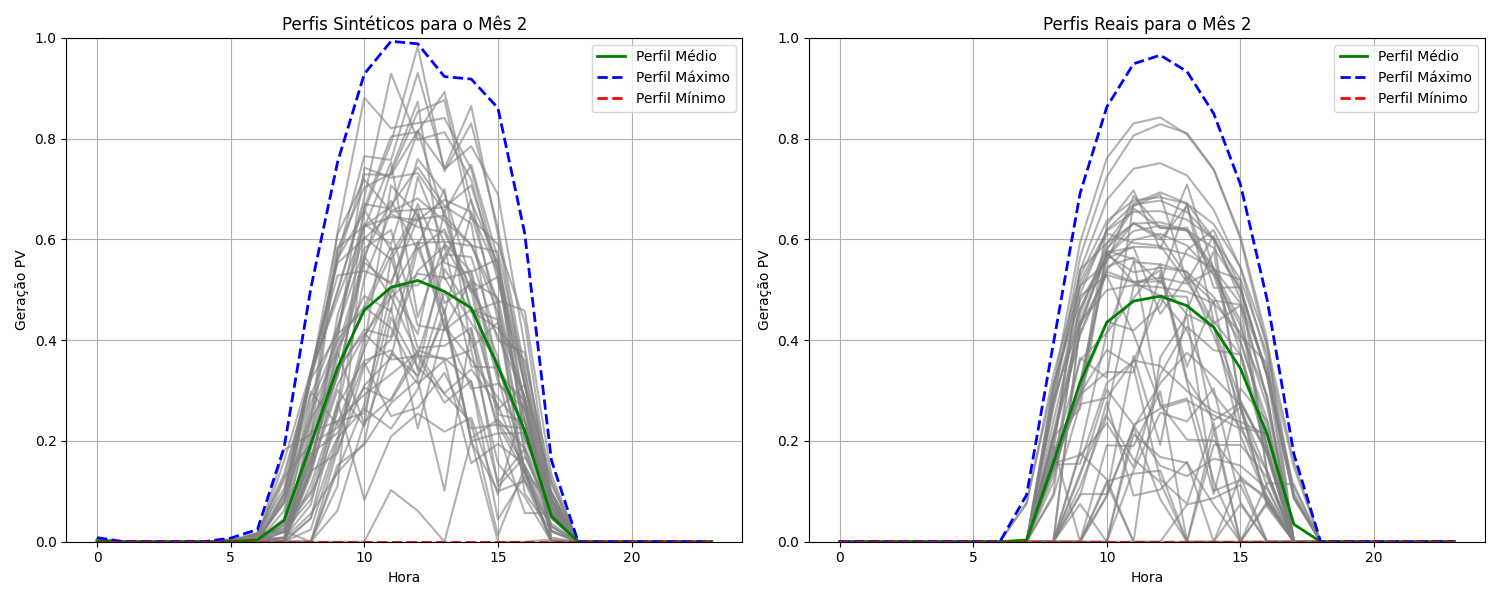 Perfis Sintéticos para o Mês 2
1.0
0.8
0.6
0.4
0.2
0.0
Geração PV
0
5
10
15
20
Hora
Perfil Médio
Perfil Máximo
Perfil Mínimo
Perfis Reais para o Mês 2
1.0
0.8
0.6
0.4
0.2
0.0
Geração PV
0
5
10
15
20
Hora
Perfil Médio
Perfil Máximo
Perfil Mínimo